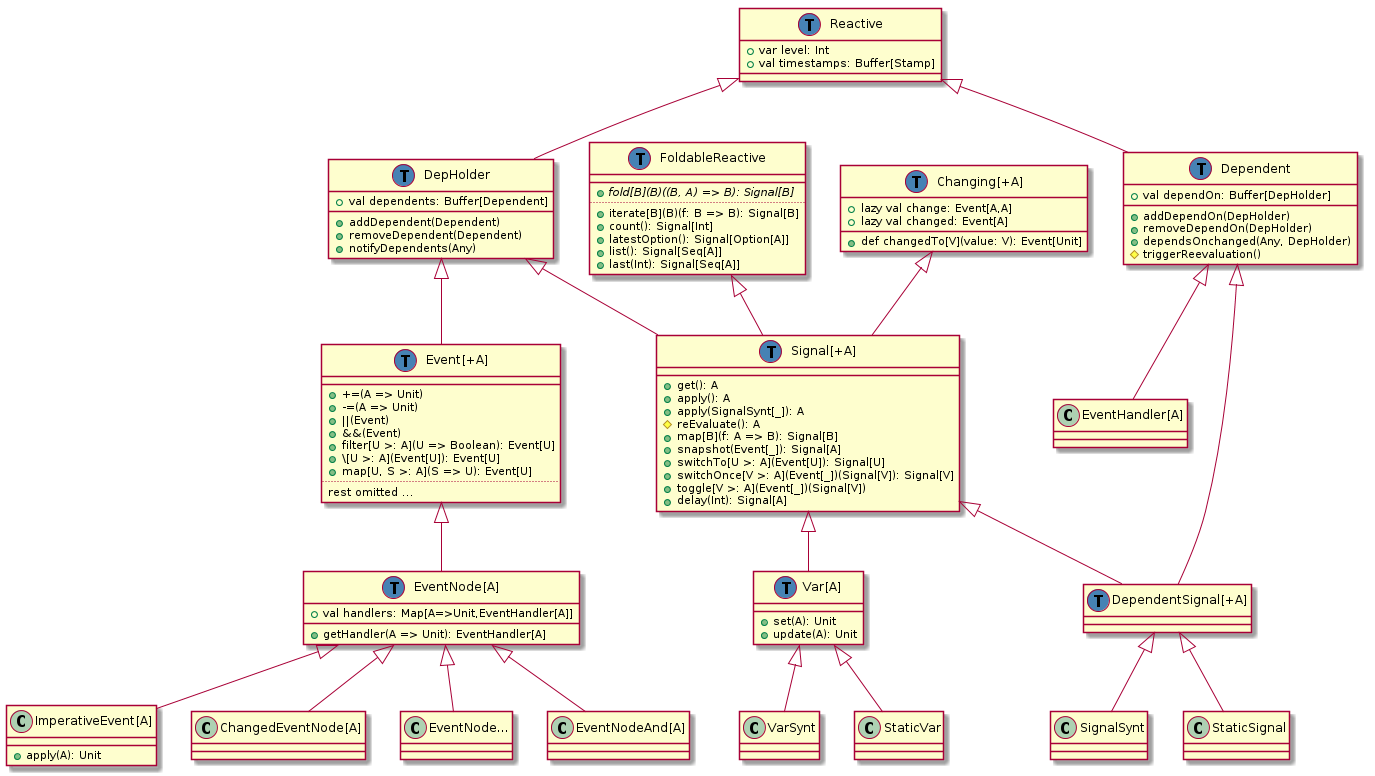 T Reactive
var level: Int
val timestamps: Buffer[Stamp]
T DepHolder
val dependents: Buffer[Dependent]
addDependent(Dependent)
removeDependent(Dependent)
notifyDependents(Any)
T FoldableReactive
fold[B](B)((B, A) => B): Signal[B]
iterate[B](B)(f: B => B): Signal[B]
count(): Signal[Int]
latestOption(): Signal[Option[A]]
list(): Signal[Seq[A]]
last(Int): Signal[Seq[A]]
T Changing[+A]
lazy val change: Event[A,A]
lazy val changed: Event[A]
def changedTo[V](value: V): Event[Unit]
T Dependent
val dependOn: Buffer[DepHolder]
addDependOn(DepHolder)
removeDependOn(DepHolder)
dependsOnchanged(Any, DepHolder)
triggerReevaluation()
T Event[+A]
+=(A => Unit)
-=(A => Unit)
||(Event)
&&(Event)
filter[U >: A](U => Boolean): Event[U]
\[U >: A](Event[U]): Event[U]
map[U, S >: A](S => U): Event[U]
rest omitted ...
T Signal[+A]
get(): A
apply(): A
apply(SignalSynt[_]): A
reEvaluate(): A
map[B](f: A => B): Signal[B]
snapshot(Event[_]): Signal[A]
switchTo[U >: A](Event[U]): Signal[U]
switchOnce[V >: A](Event[_])(Signal[V]): Signal[V]
toggle[V >: A](Event[_])(Signal[V])
delay(Int): Signal[A]
C EventHandler[A]
T EventNode[A]
val handlers: Map[A=>Unit,EventHandler[A]]
getHandler(A => Unit): EventHandler[A]
T Var[A]
set(A): Unit
update(A): Unit
T DependentSignal[+A]
C ImperativeEvent[A]
apply(A): Unit
C ChangedEventNode[A]
C EventNode...
C EventNodeAnd[A]
C VarSynt
C StaticVar
C SignalSynt
C StaticSignal